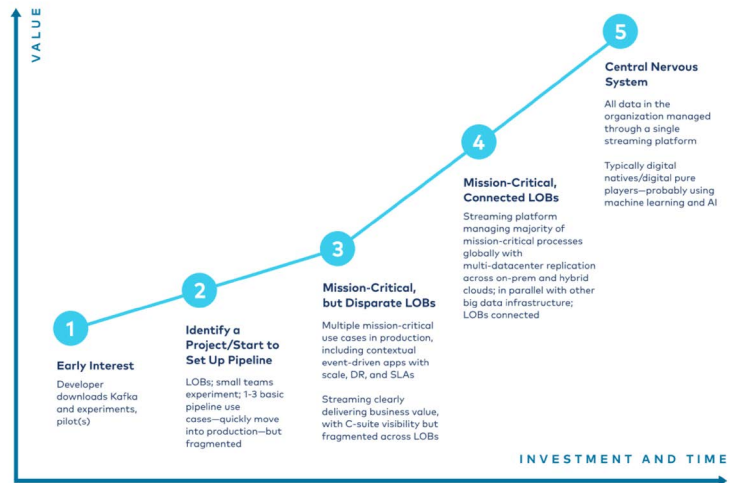 VALUE
5
Central Nervous
System
All data in the
organization managed
through a single
streaming platform
Typically digital
natives/digital pure
players—probably using
machine learning and AI
4
Mission-Critical,
Connected LOBs
Streaming platform
managing majority of
mission-critical processes
globally with
multi-datacenter replication
across on-prem and hybrid
clouds; in parallel with other
big data infrastructure;
LOBs connected
3
Mission-Critical,
but Disparate LOBs
Multiple mission-critical
use cases in production,
including contextual
event-driven apps with
scale, DR, and SLAs
Streaming clearly
delivering business value,
with C-suite visibility but
fragmented across LOBs
2
Identify a
Project/Start to
Set Up Pipeline
LOBs; small teams
experiment; 1-3 basic
pipeline use
cases—quickly move
into production—but
fragmented
1
Early Interest
Developer
downloads Kafka
and experiments,
pilot(s)
INVESTMENT AND TIME